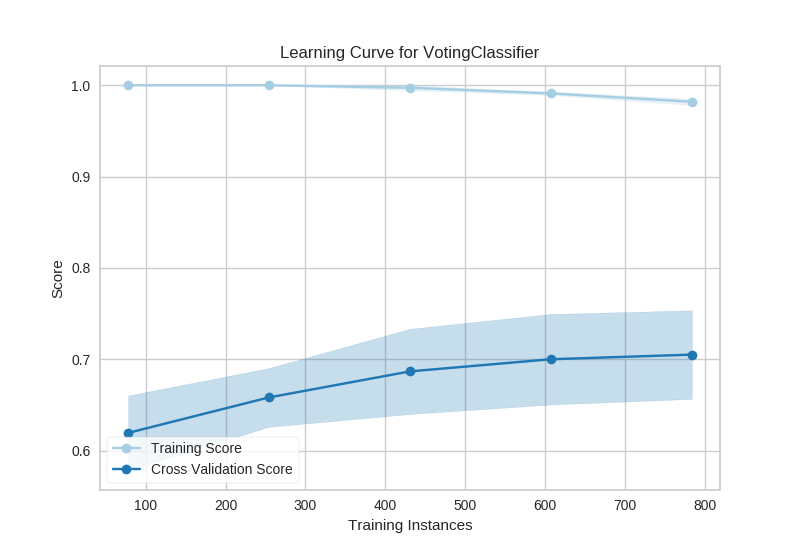 Learning Curve for VotingClassifier
1.0
0.9
0.8
0.7
0.6
Score
Training Score
Cross Validation Score
100 200 300 400 500 600 700 800
Training Instances